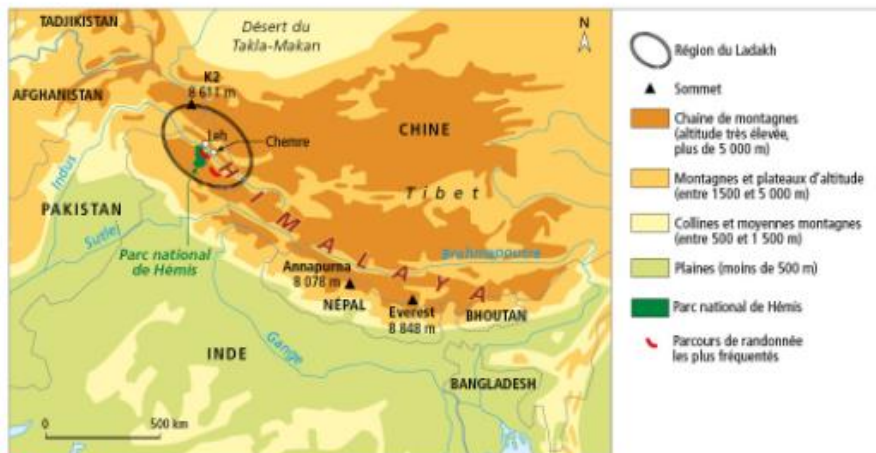 TADJIKISTAN
Désert du
Takla-Makan
N
K2
8 611 m
AFGHANISTAN
CHINE
Leh
Chemre
Indus
HIMALAYA
Tibet
PAKISTAN
Sutlej
Parc national
de Hémis
Brahmapoutre
Annapurna
8 078 m
NÉPAL
Everest
8 848 m
BHOUTAN
INDE
Gange
BANGLADESH
0
500 km
Région du Ladakh
Sommet
Chaîne de montagnes
(altitude très élevée,
plus de 5 000 m)
Montagnes et plateaux d'altitude
(entre 1500 et 5 000 m)
Collines et moyennes montagnes
(entre 500 et 1 500 m)
Plaines (moins de 500 m)
Parc national de Hémis
Parcours de randonnée
les plus fréquentés